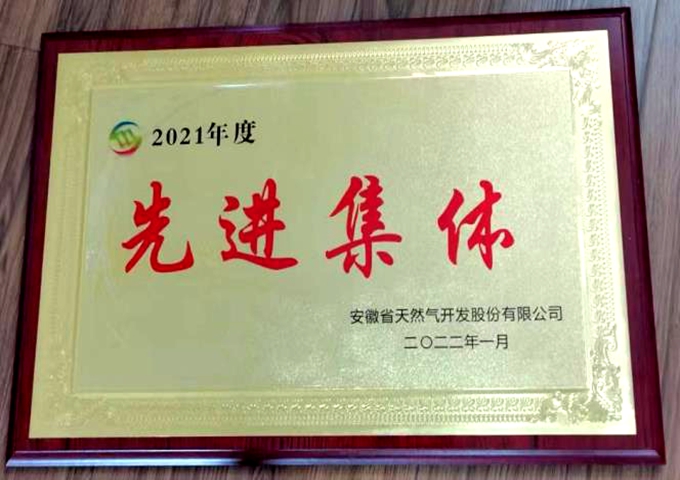 2021年度
先进集体
安徽省天然气开发股份有限公司
二〇二二年一月